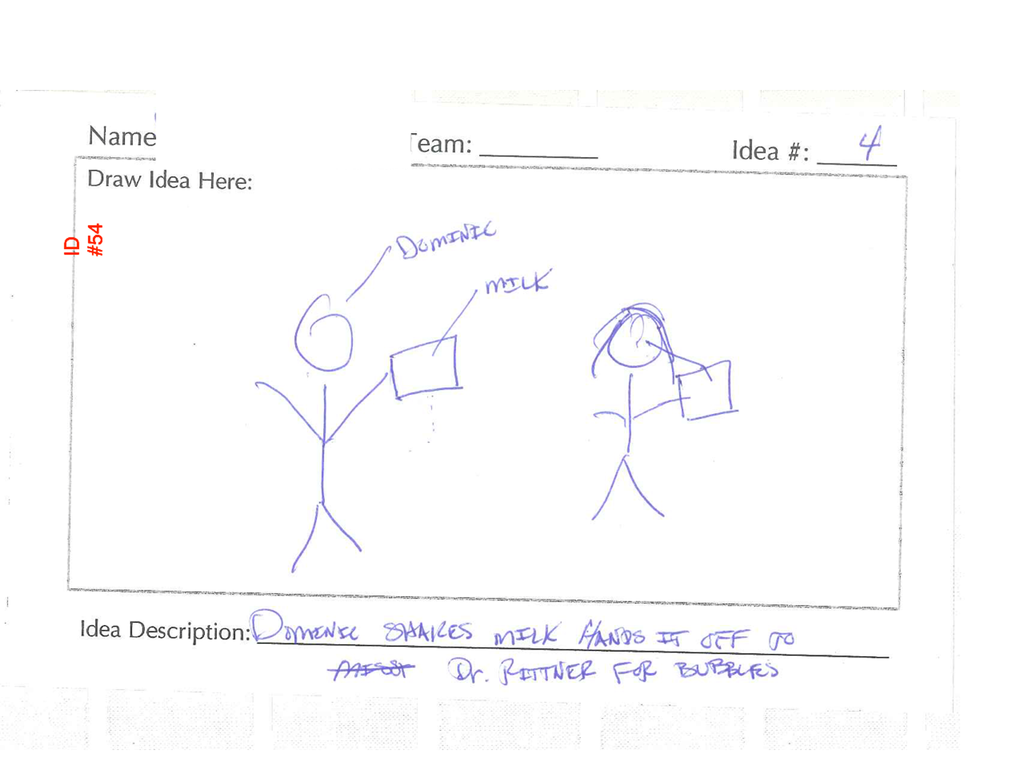 Name
Team: ________ Idea #: 4
Draw Idea Here:
ID
#54
DOMINIC
MILK
Idea Description: DOMINIC SHAKES MILK HANDS IT OFF TO
Dr. RITTNER FOR BUBBLES